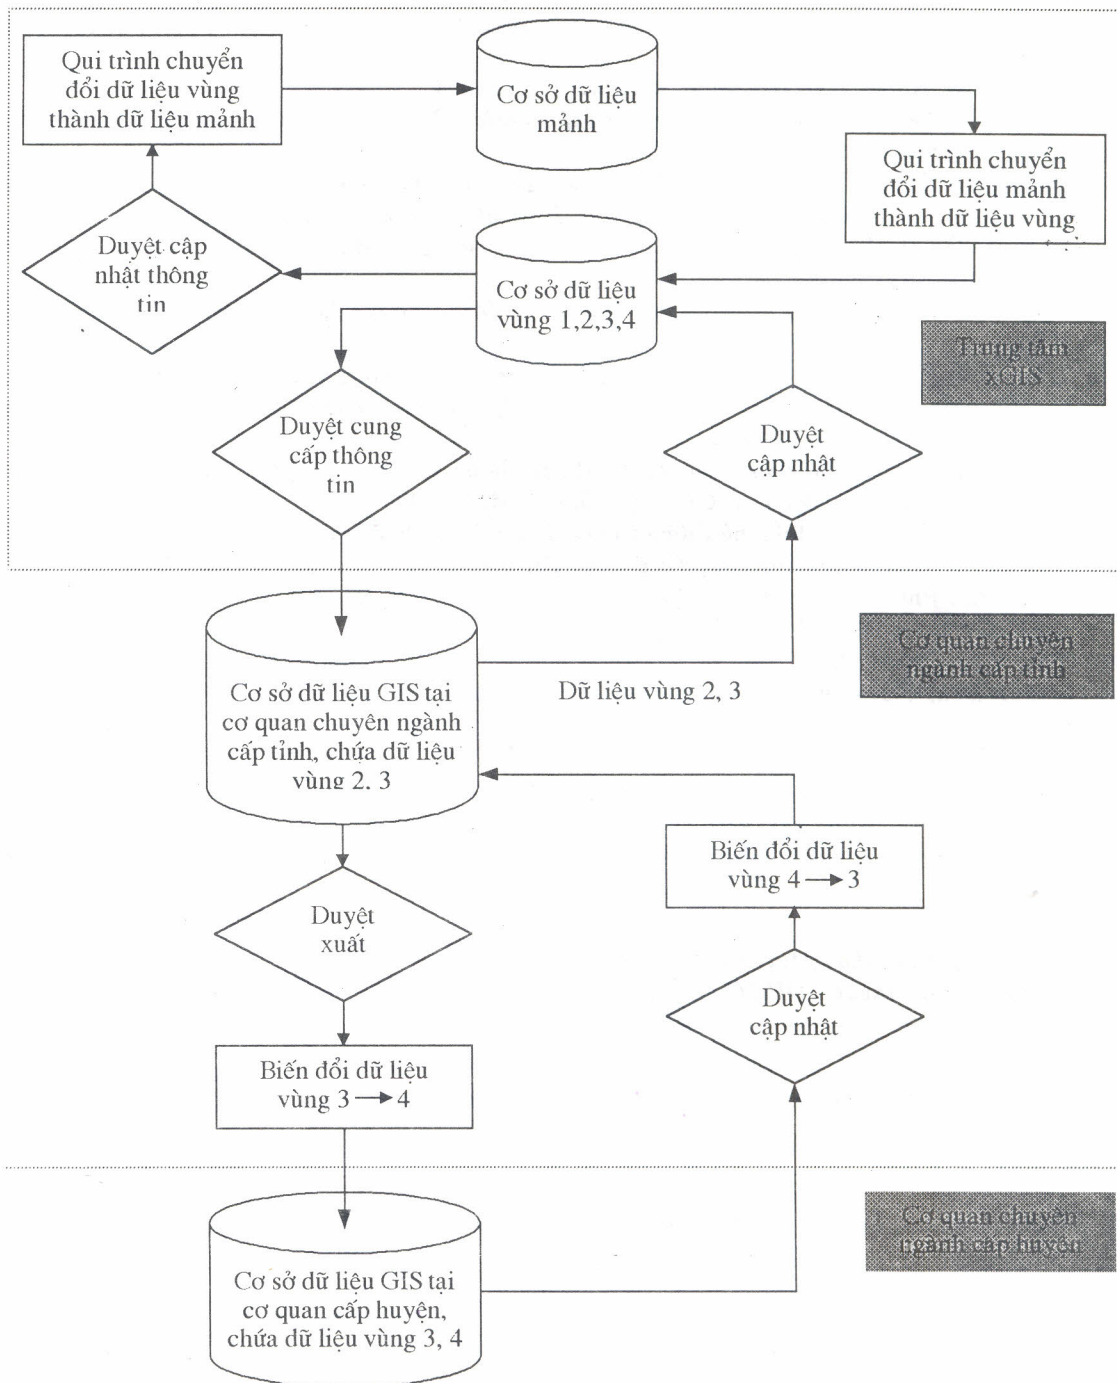 Qui trình chuyển
đổi dữ liệu vùng
thành dữ liệu mảnh
Cơ sở dữ liệu
mảnh
Qui trình chuyển
đổi dữ liệu mảnh
thành dữ liệu vùng
Duyệt cập
nhật thông
tin
Cơ sở dữ liệu
vùng 1,2,3,4
Trung tâm
xGIS
Duyệt cung
cấp thông
tin
Duyệt
cập nhật
Cơ quan chuyên
ngành cấp tỉnh
Cơ sở dữ liệu GIS tại
cơ quan chuyên ngành
cấp tỉnh, chứa dữ liệu
vùng 2, 3
Dữ liệu vùng 2, 3
Biến đổi dữ liệu
vùng 4 → 3
Duyệt
xuất
Duyệt
cập nhật
Biến đổi dữ liệu
vùng 3 → 4
Cơ quan chuyên
ngành cấp huyện
Cơ sở dữ liệu GIS tại
cơ quan cấp huyện,
chứa dữ liệu vùng 3, 4